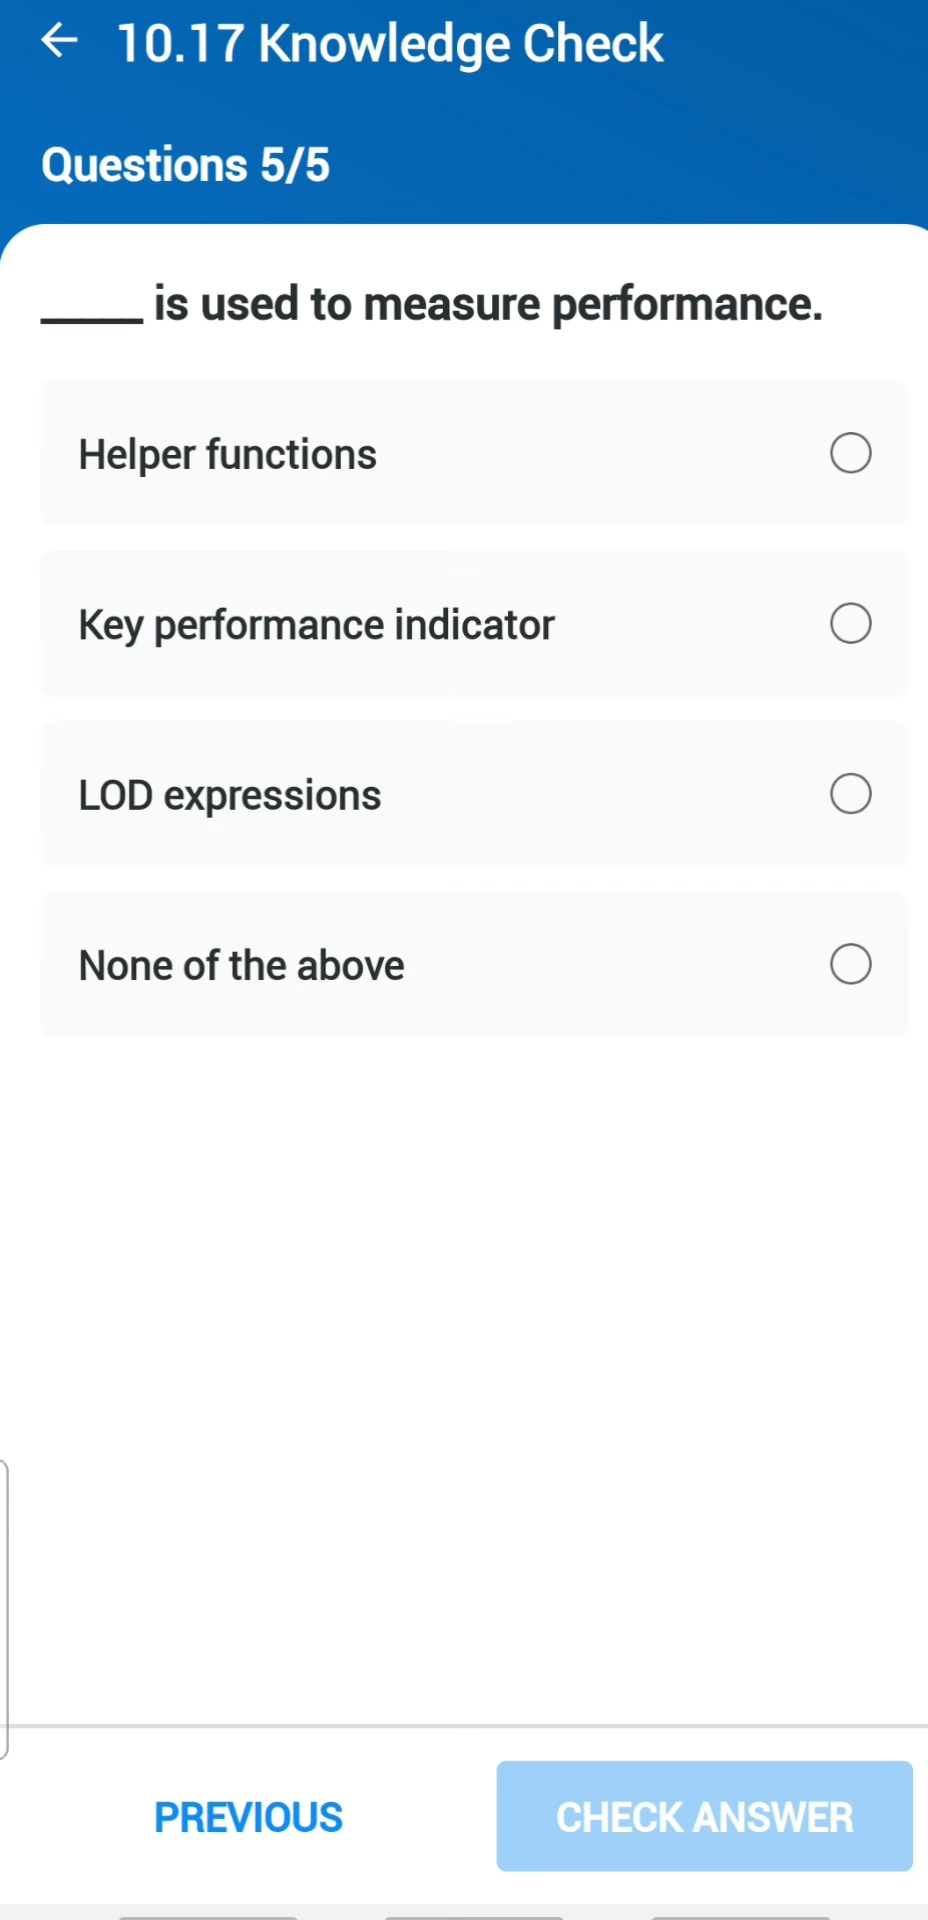 10.17 Knowledge Check
Questions 5/5
_____ is used to measure performance.
Helper functions
Key performance indicator
LOD expressions
None of the above
PREVIOUS
CHECK ANSWER